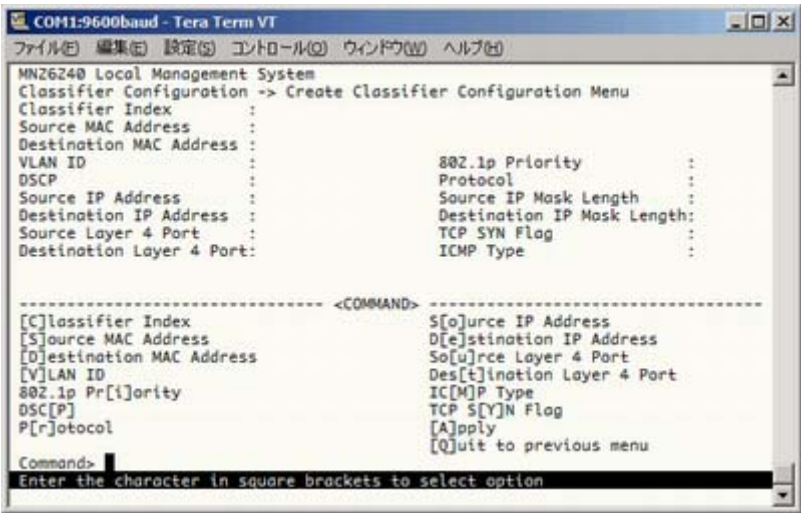 COM1:9600baud - Tera Term VT
ファイル(F) 編集(E) 設定(S) コントロール(O) ウィンドウ(W) ヘルプ(H)
MN26240 Local Management System
Classifier Configuration -> Create Classifier Configuration Menu
Classifier Index :
Source MAC Address :
Destination MAC Address :
VLAN ID : 802.1p Priority :
DSCP : Protocol :
Source IP Address : Source IP Mask Length :
Destination IP Address : Destination IP Mask Length:
Source Layer 4 Port : TCP SYN Flag :
Destination Layer 4 Port: ICMP Type :
-------------------------------- <COMMAND> -----------------------------------
[C]lassifier Index S[o]urce IP Address
[S]ource MAC Address D[e]stination IP Address
[D]estination MAC Address So[u]rce Layer 4 Port
[V]LAN ID Des[t]ination Layer 4 Port
802.1p Pr[i]ority IC[M]P Type
DSC[P] TCP S[Y]N Flag
P[r]otocol [A]pply
[Q]uit to previous menu
Command>
Enter the character in square brackets to select option